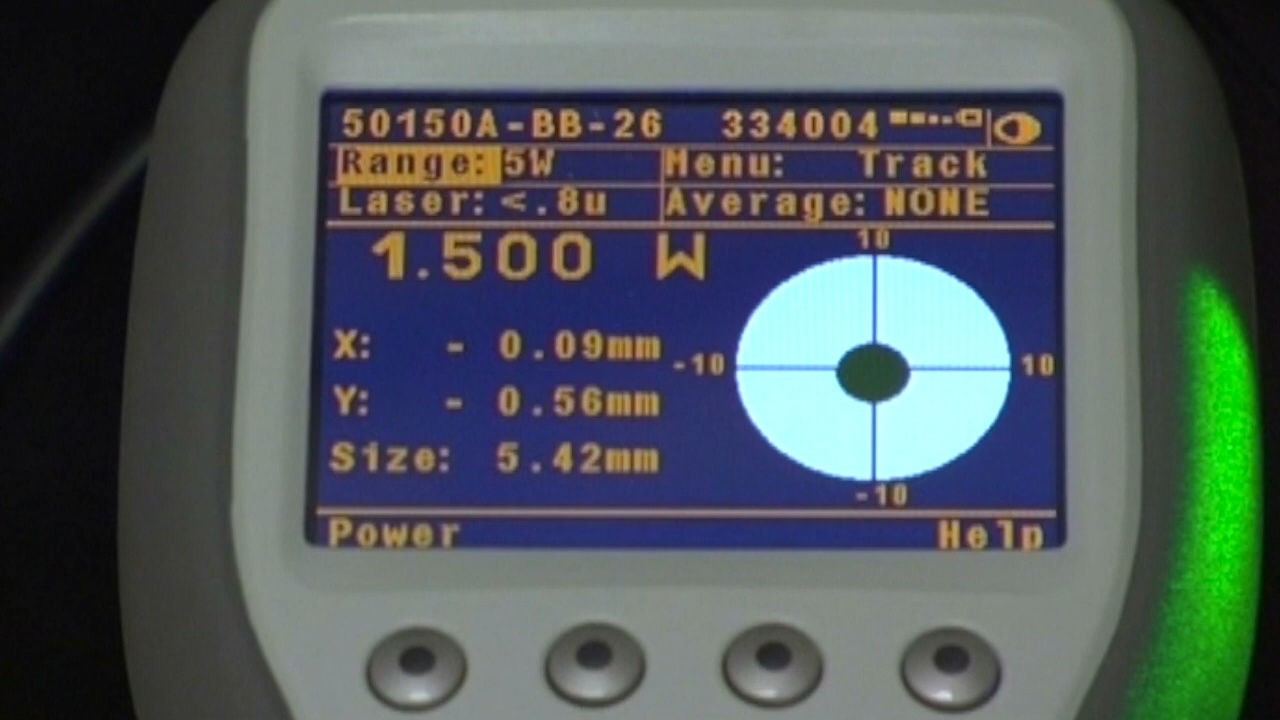 50150A-BB-26 334004
Range: 5W Menu: Track
Laser: <.8u Average: NONE
1.500 W
10
X: - 0.09mm
-10 10
Y: - 0.56mm
Size: 5.42mm
-10
Power Help